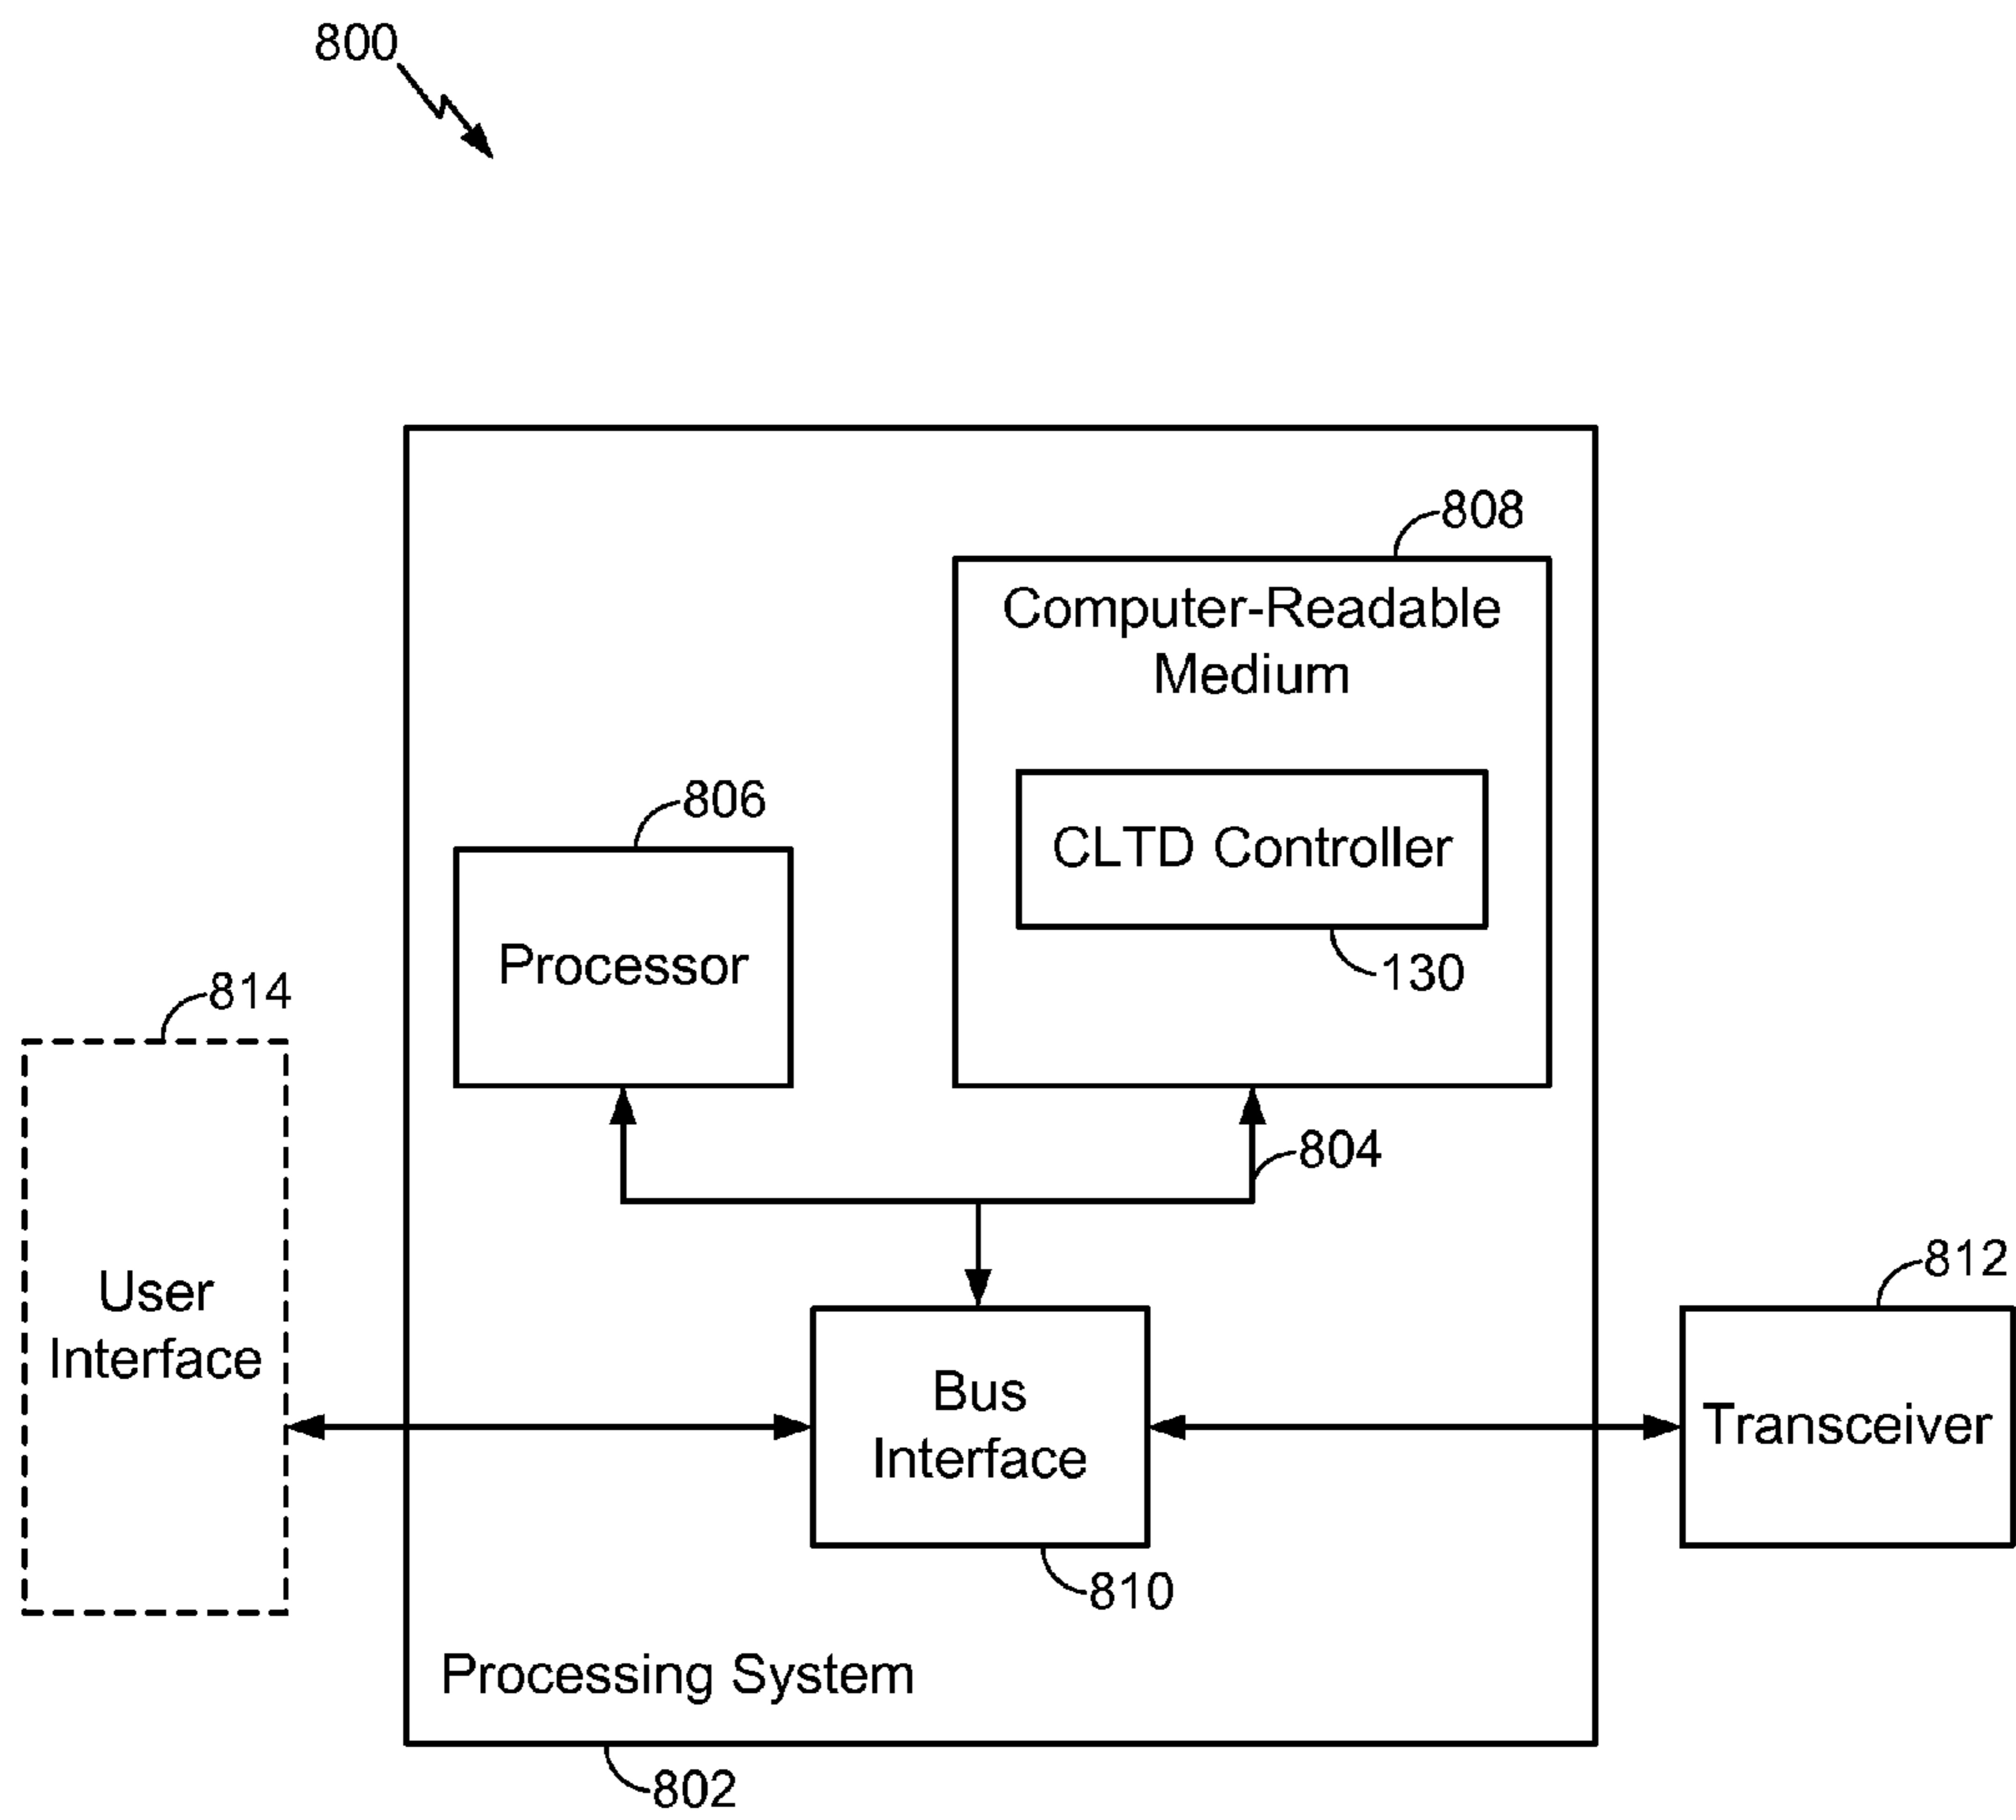 800
808
Computer-Readable
Medium
806
CLTD Controller
Processor
130
814
804
User
Interface
812
Bus
Interface
Transceiver
810
Processing System
802